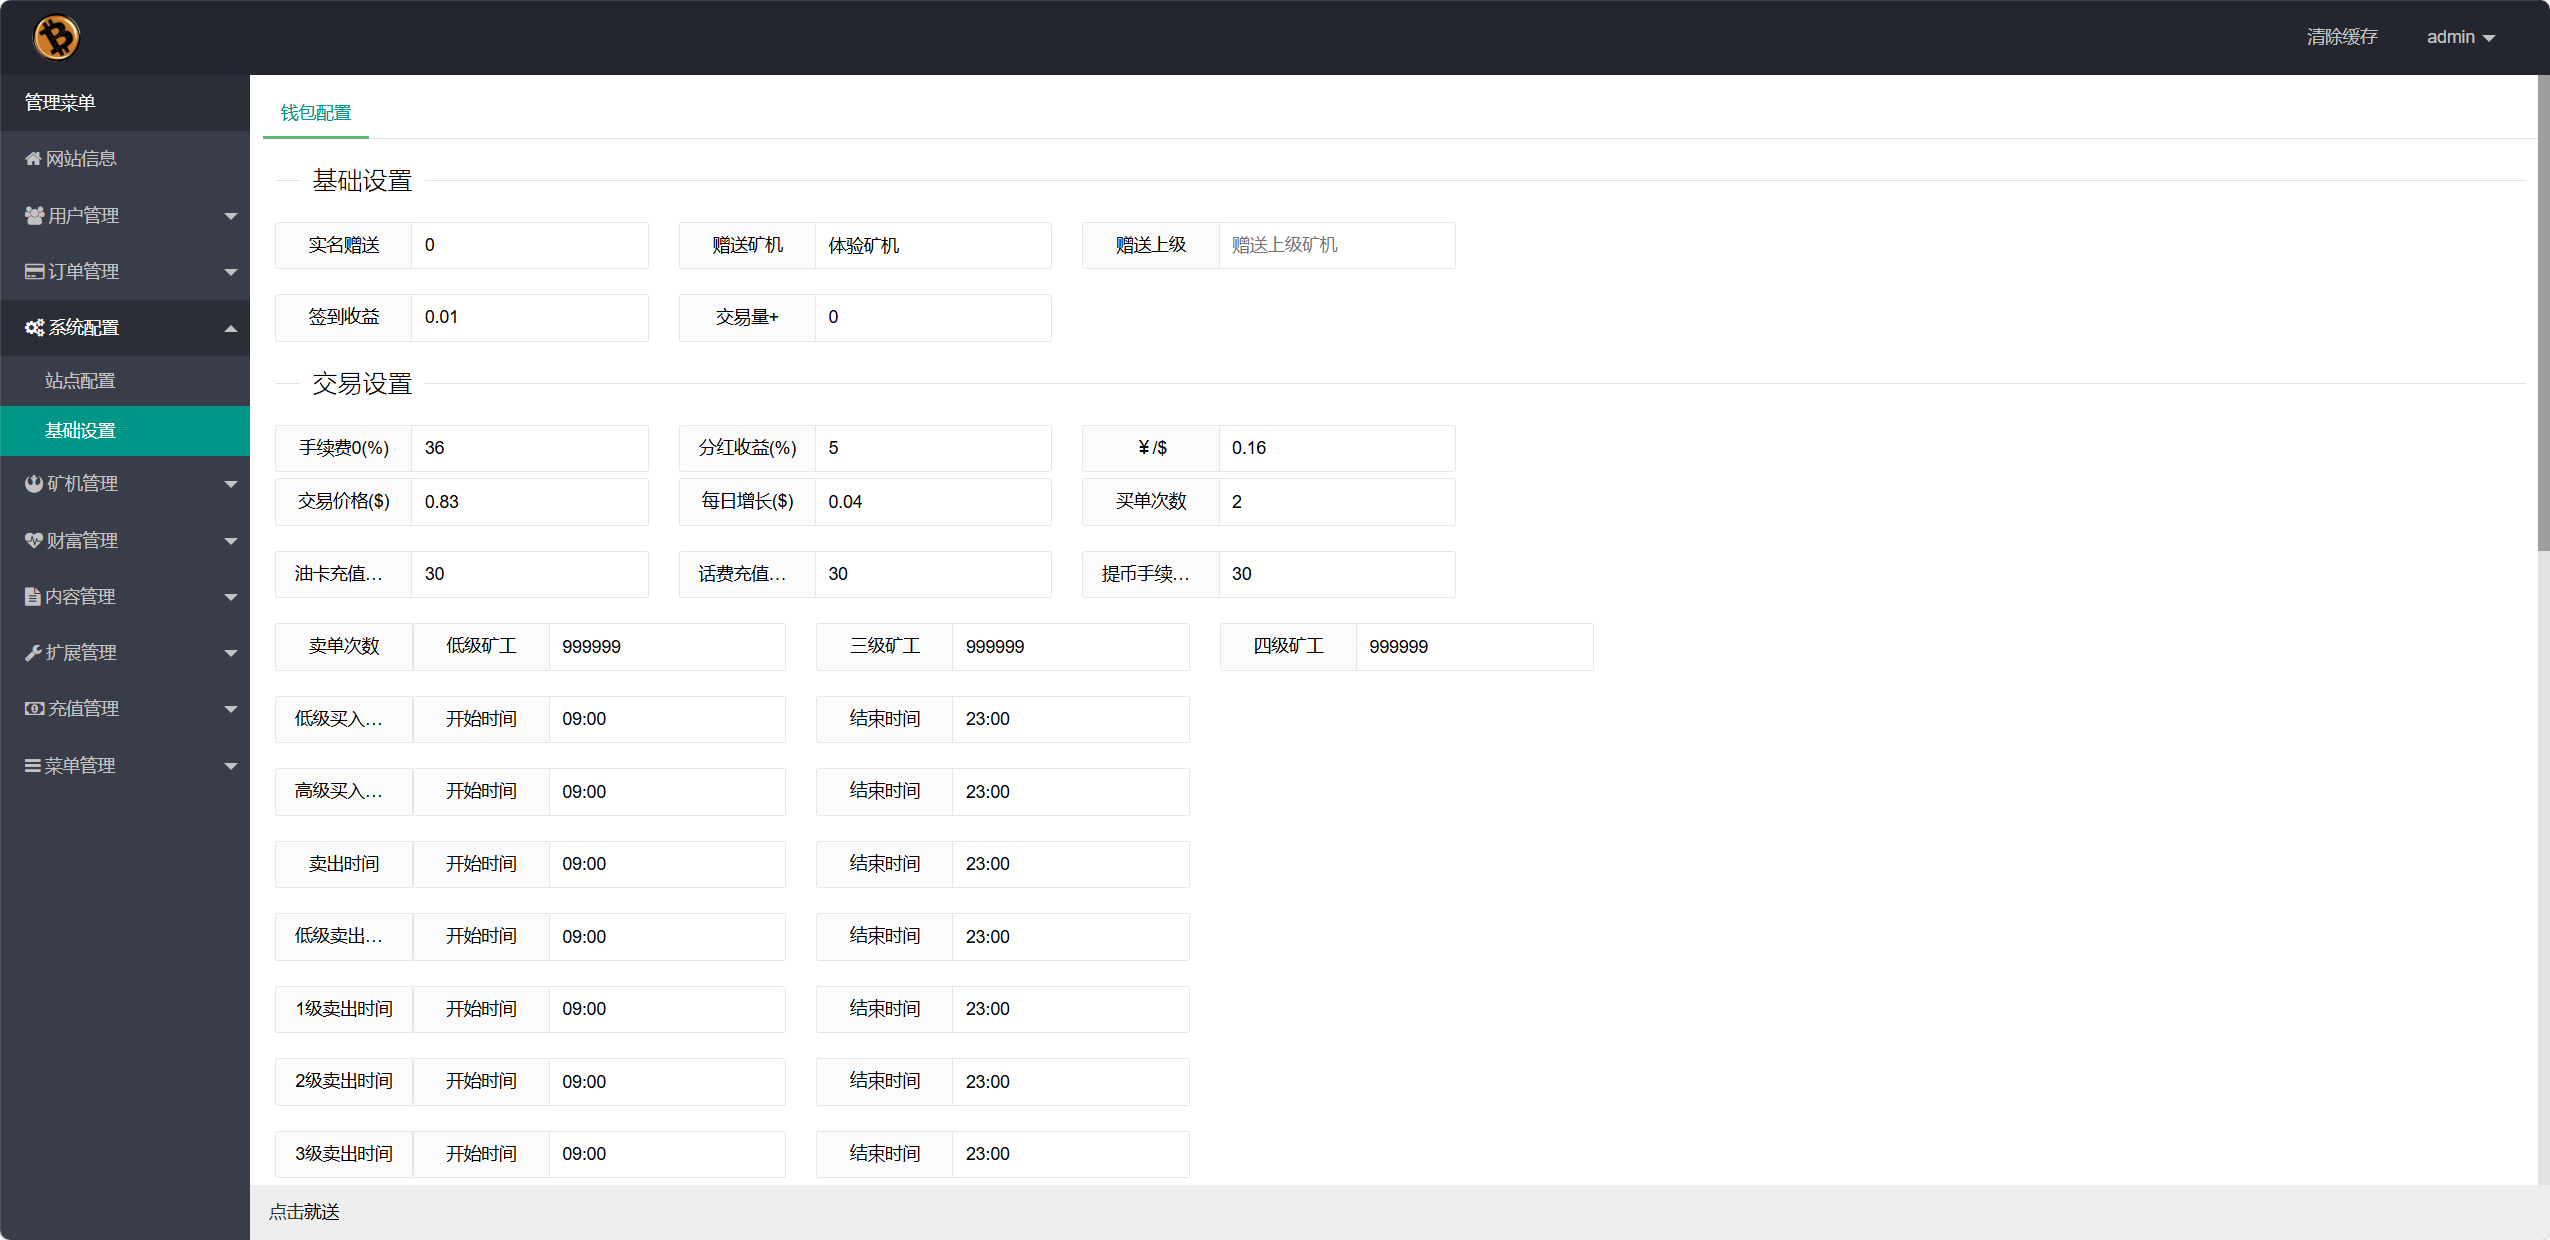 清除缓存 admin
管理菜单
网站信息
用户管理
订单管理
系统配置
站点配置
基础设置
矿机管理
财富管理
内容管理
扩展管理
充值管理
菜单管理
钱包配置
基础设置
实名赠送 0 赠送矿机 体验矿机 赠送上级 赠送上级矿机
签到收益 0.01 交易量+ 0
交易设置
手续费0(%) 36 分红收益(%) 5 ¥/$ 0.16
交易价格($) 0.83 每日增长($) 0.04 买单次数 2
油卡充值... 30 话费充值... 30 提币手续... 30
卖单次数 低级矿工 999999 三级矿工 999999 四级矿工 999999
低级买入... 开始时间 09:00 结束时间 23:00
高级买入... 开始时间 09:00 结束时间 23:00
卖出时间 开始时间 09:00 结束时间 23:00
低级卖出... 开始时间 09:00 结束时间 23:00
1级卖出时间 开始时间 09:00 结束时间 23:00
2级卖出时间 开始时间 09:00 结束时间 23:00
3级卖出时间 开始时间 09:00 结束时间 23:00
点击就送